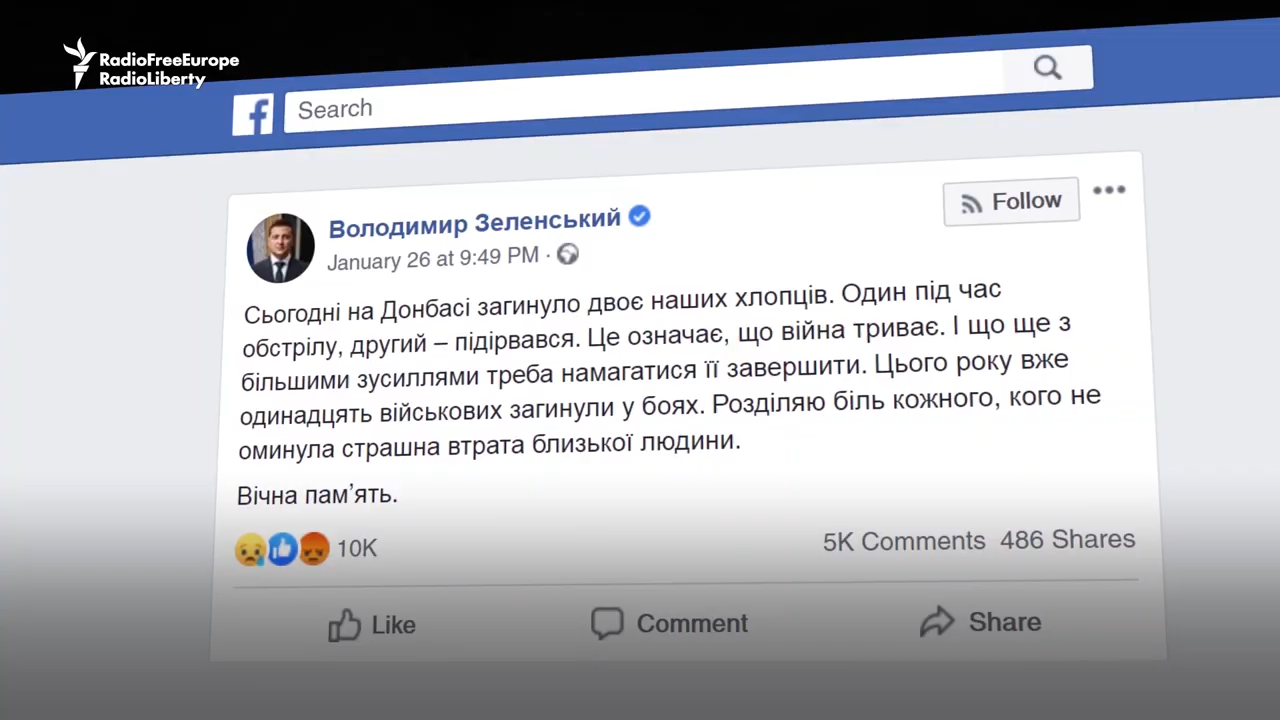 RadioFreeEurope
RadioLiberty
Search
Володимир Зеленський
Follow
January 26 at 9:49 PM ·
Сьогодні на Донбасі загинуло двоє наших хлопців. Один під час
обстрілу, другий – підірвався. Це означає, що війна триває. І що ще з
більшими зусиллями треба намагатися її завершити. Цього року вже
одинадцять військових загинули у боях. Розділяю біль кожного, кого не
оминула страшна втрата близької людини.
Вічна пам’ять.
10K
5K Comments 486 Shares
Like
Comment
Share